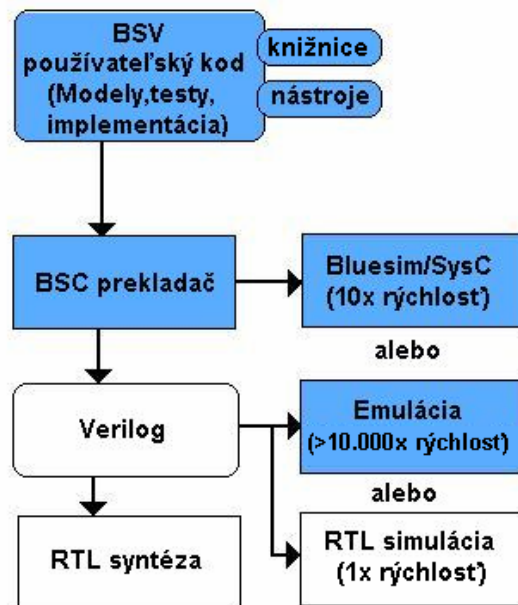 BSV
používateľský kod
(Modely,testy,
implementácia)
knižnice
nástroje
BSC prekladač
Bluesim/SysC
(10x rýchlosť)
alebo
Verilog
Emulácia
(>10.000x rýchlosť)
alebo
RTL syntéza
RTL simulácia
(1x rýchlosť)